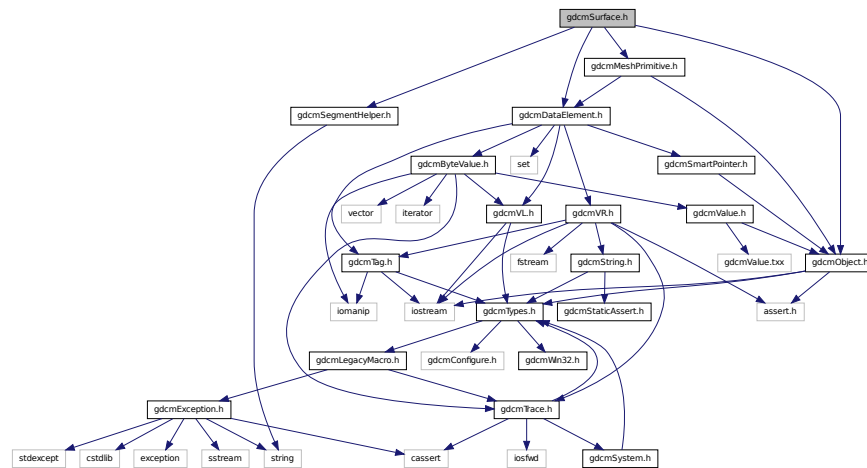 gdcmSurface.h
gdcmMeshPrimitive.h
gdcmSegmentHelper.h
gdcmDataElement.h
gdcmByteValue.h
set
gdcmSmartPointer.h
vector
iterator
gdcmVL.h
gdcmVR.h
gdcmValue.h
gdcmTag.h
fstream
gdcmString.h
gdcmValue.txx
gdcmObject.h
iomanip
iostream
gdcmTypes.h
gdcmStaticAssert.h
assert.h
gdcmLegacyMacro.h
gdcmConfigure.h
gdcmWin32.h
gdcmException.h
gdcmTrace.h
stdexcept
cstdlib
exception
sstream
string
cassert
iosfwd
gdcmSystem.h